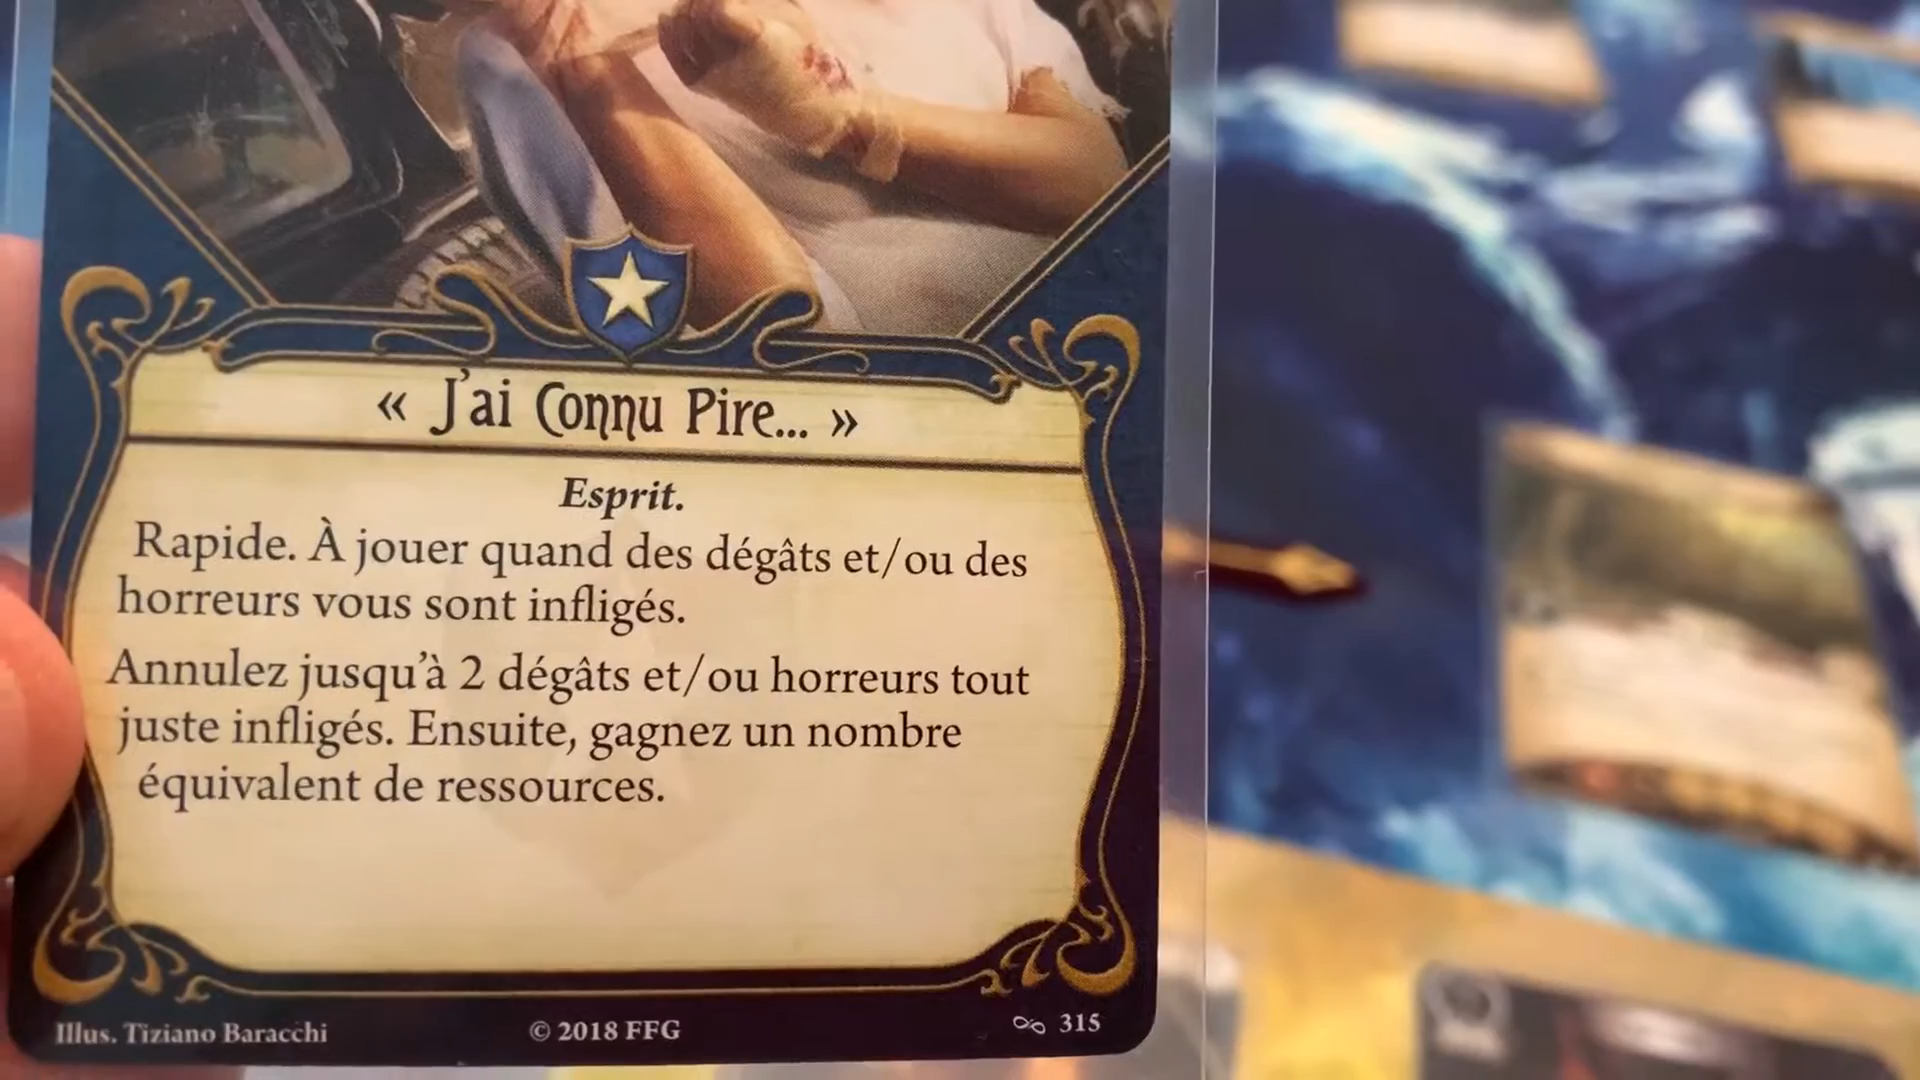 « J'ai Connu Pire... »
Esprit.
Rapide. À jouer quand des dégâts et/ou des
horreurs vous sont infligés.
Annulez jusqu'à 2 dégâts et/ou horreurs tout
juste infligés. Ensuite, gagnez un nombre
équivalent de ressources.
Illus. Tiziano Baracchi
© 2018 FFG
315